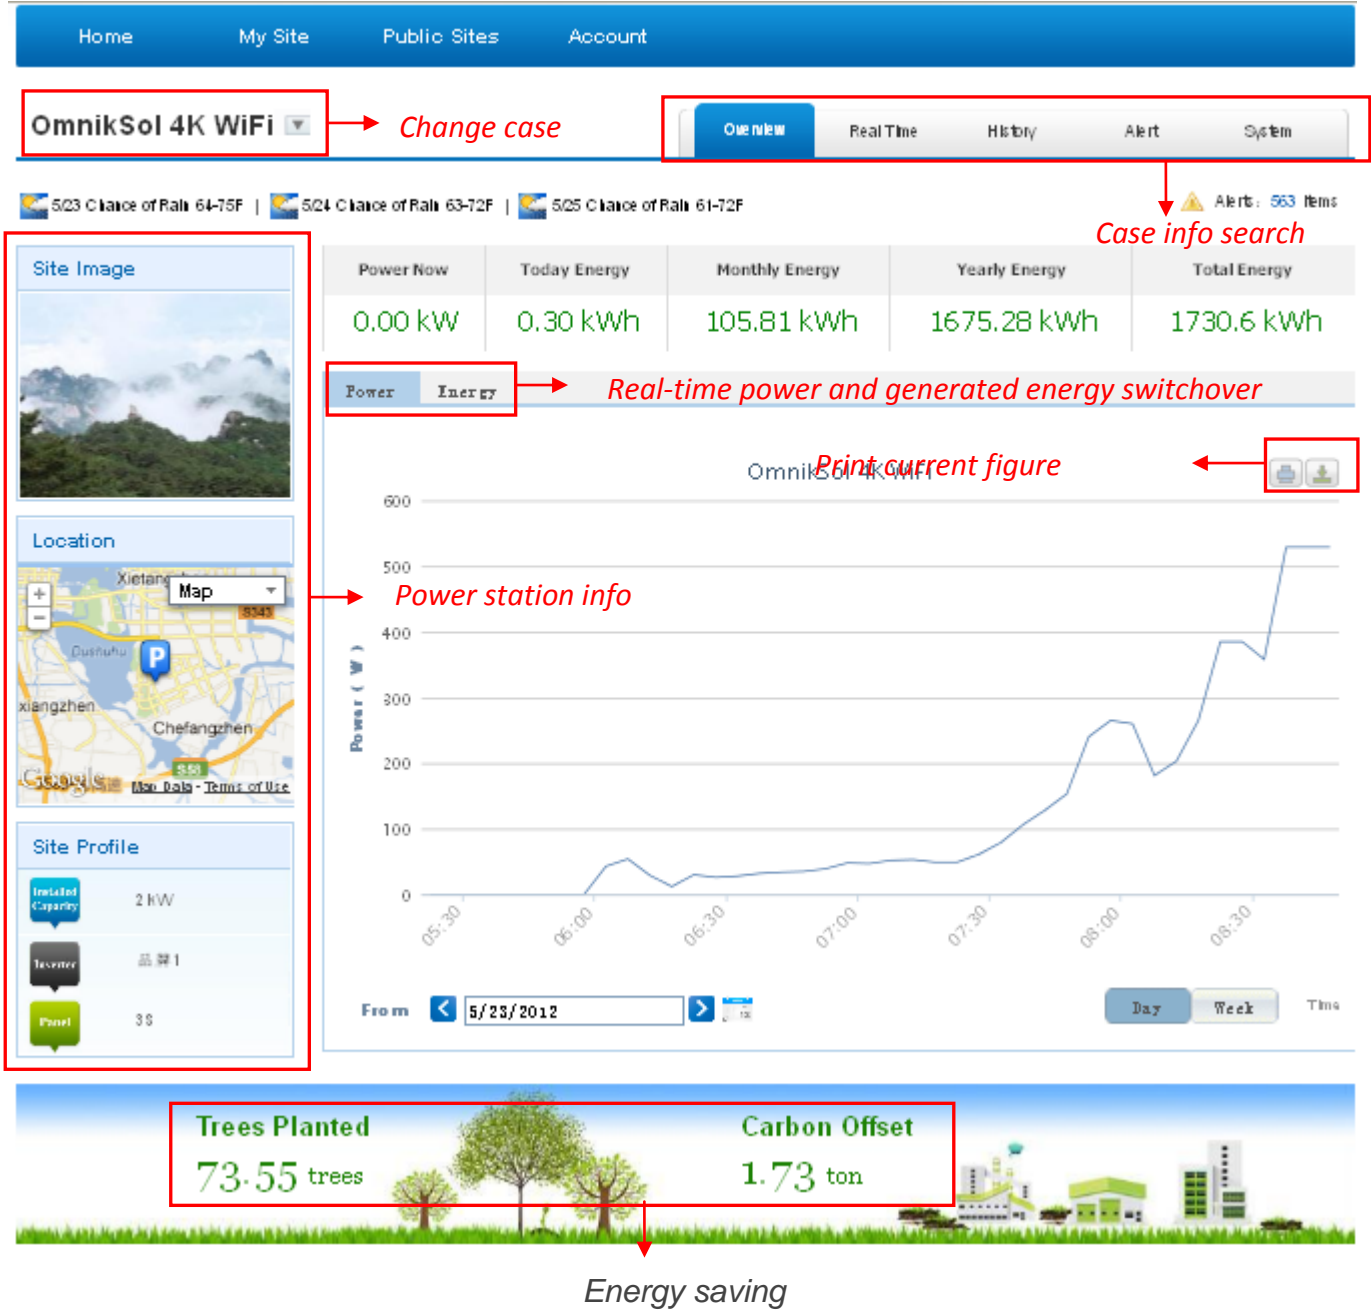 Home My Site Public Sites Account
OmnikSol 4K WiFi Change case
Overview Real Time History Alert System
5/23 Chance of Rain 64-75F | 5/24 Chance of Rain 63-72F | 5/25 Chance of Rain 61-72F
Alerts: 563 Items
Case info search
Site Image
Power Now Today Energy Monthly Energy Yearly Energy Total Energy
0.00 kW 0.30 kWh 105.81 kWh 1675.28 kWh 1730.6 kWh
Power Energy Real-time power and generated energy switchover
OmnikSol 4K WiFi
Print current figure
600
500
400
300
200
100
0
Power ( W )
05:30 06:00 06:30 07:00 07:30 08:00 08:30
Location
Map
S343
Dushuhu
P
xiangzhen
Chefangzhen
S58
Google
Map Data - Terms of Use
Power station info
Site Profile
Installed Capacity 2 kW
Inverter 品牌1
Panel 3S
From 5/23/2012 Day Week Time
Trees Planted Carbon Offset
73.55 trees 1.73 ton
Energy saving